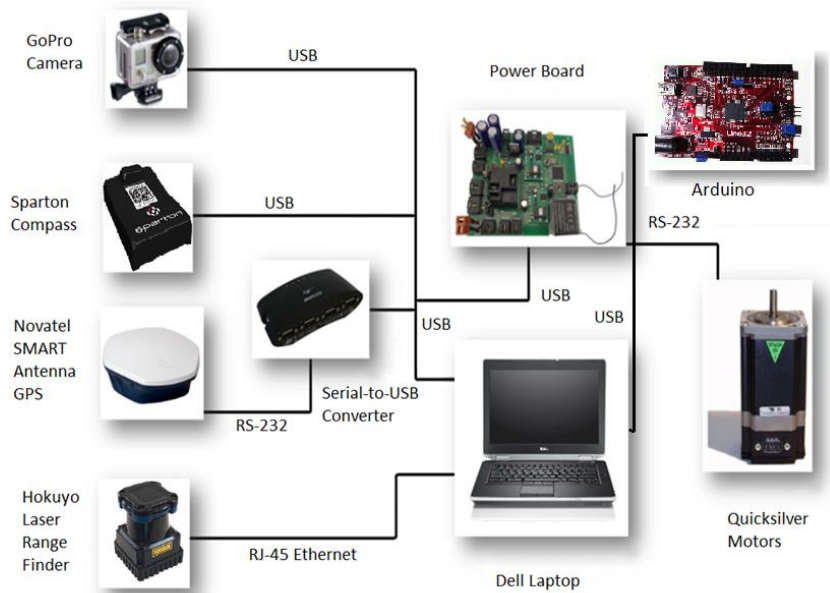 GoPro
Camera
USB
Power Board
Arduino
Sparton
Compass
sparton
USB
RS-232
Novatel
SMART
Antenna
GPS
USB
USB
USB
Serial-to-USB
Converter
RS-232
Hokuyo
Laser
Range
Finder
RJ-45 Ethernet
Dell Laptop
Quicksilver
Motors